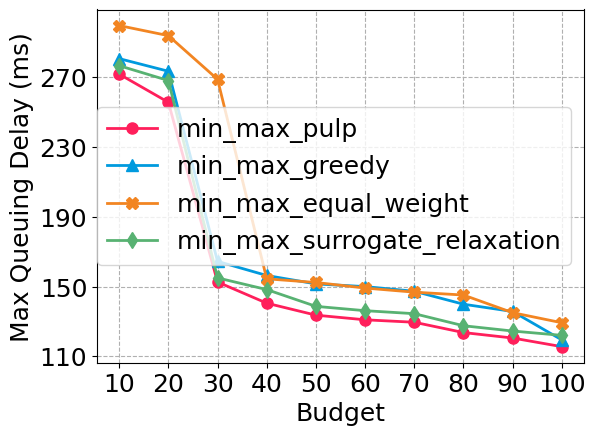 Max Queuing Delay (ms)
270
230
190
150
110
min_max_pulp
min_max_greedy
min_max_equal_weight
min_max_surrogate_relaxation
10 20 30 40 50 60 70 80 90 100
Budget